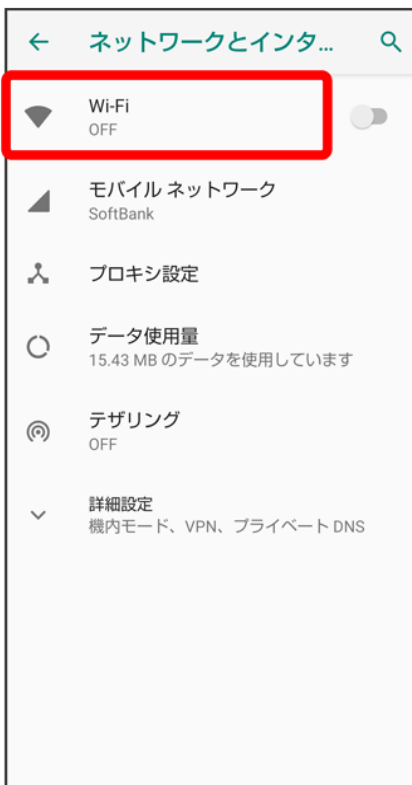 ネットワークとインタ...
Wi-Fi
OFF
モバイル ネットワーク
SoftBank
プロキシ設定
データ使用量
15.43 MB のデータを使用しています
テザリング
OFF
詳細設定
機内モード、VPN、プライベート DNS